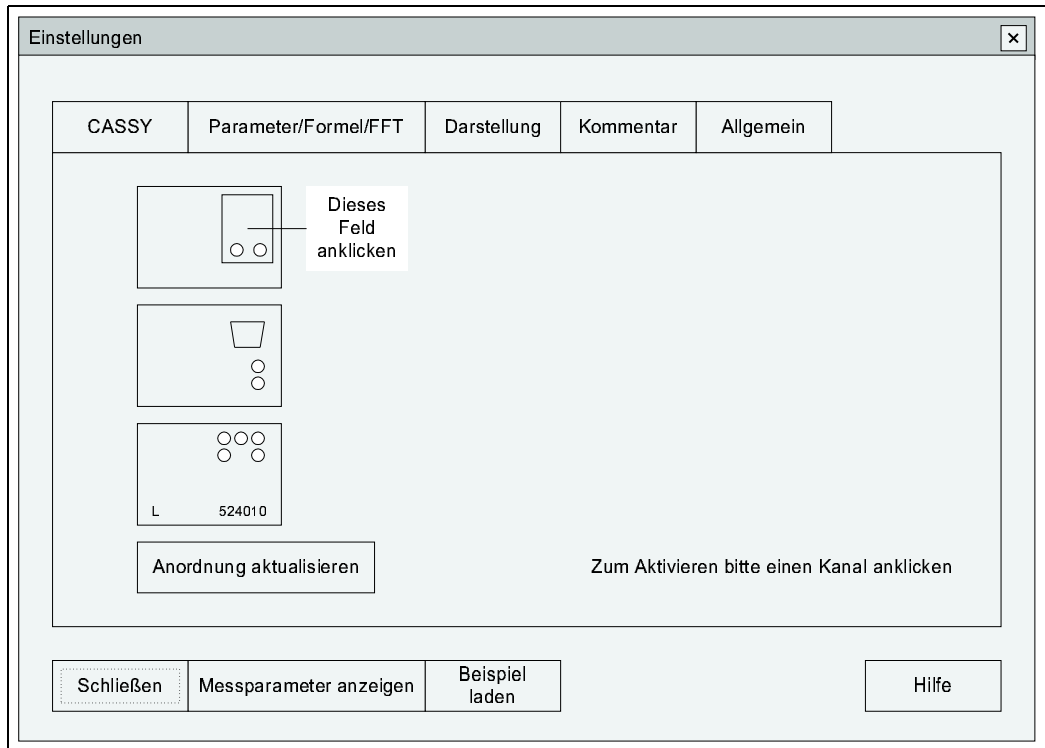 Einstellungen
CASSY
Parameter/Formel/FFT
Darstellung
Kommentar
Allgemein
Dieses
Feld
anklicken
L 524010
Anordnung aktualisieren
Zum Aktivieren bitte einen Kanal anklicken
Schließen
Messparameter anzeigen
Beispiel
laden
Hilfe